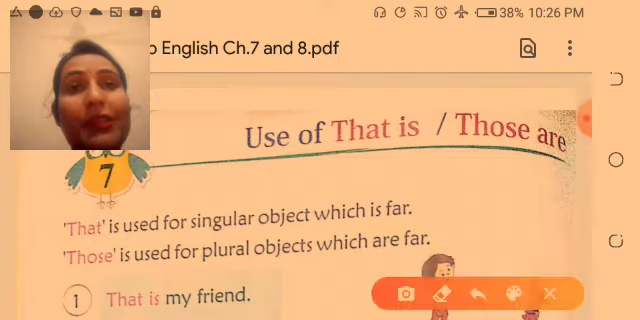 38% 10:26 PM
English Ch.7 and 8.pdf
Use of That is / Those are
7
'That' is used for singular object which is far.
'Those' is used for plural objects which are far.
1 That is my friend.